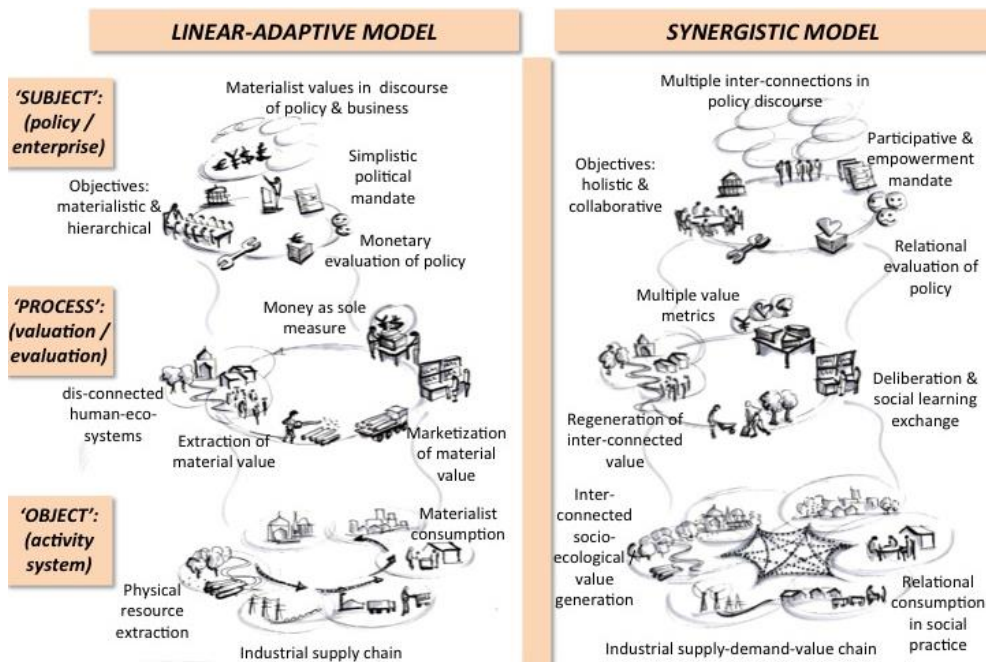 LINEAR-ADAPTIVE MODEL
SYNERGISTIC MODEL
'SUBJECT':
(policy /
enterprise)
Materialist values in discourse
of policy & business
€¥$£
Simplistic
political
mandate
Objectives:
materialistic &
hierarchical
Monetary
evaluation of policy
Multiple inter-connections in
policy discourse
Participative &
empowerment
mandate
Objectives:
holistic &
collaborative
Relational
evaluation of
policy
'PROCESS':
(valuation /
evaluation)
Money as sole
measure
dis-connected
human-eco-
systems
Extraction of
material value
Marketization
of material
value
Multiple value
metrics
Deliberation &
social learning
exchange
Regeneration of
inter-connected
value
'OBJECT':
(activity
system)
Materialist
consumption
Physical
resource
extraction
Industrial supply chain
Inter-
connected
socio-
ecological
value
generation
Relational
consumption
in social
practice
Industrial supply-demand-value chain